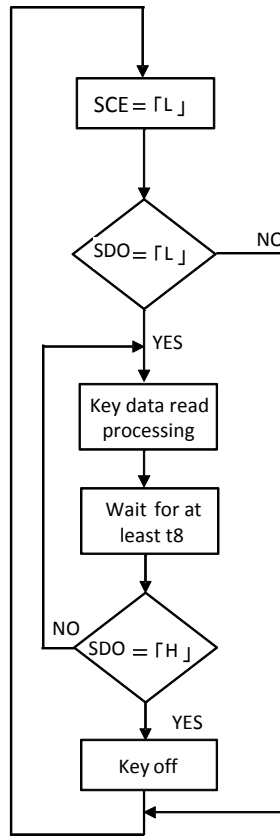 SCE=「L」
SDO=「L」
NO
YES
Key data read
processing
Wait for at
least t8
NO
SDO =「H」
YES
Key off